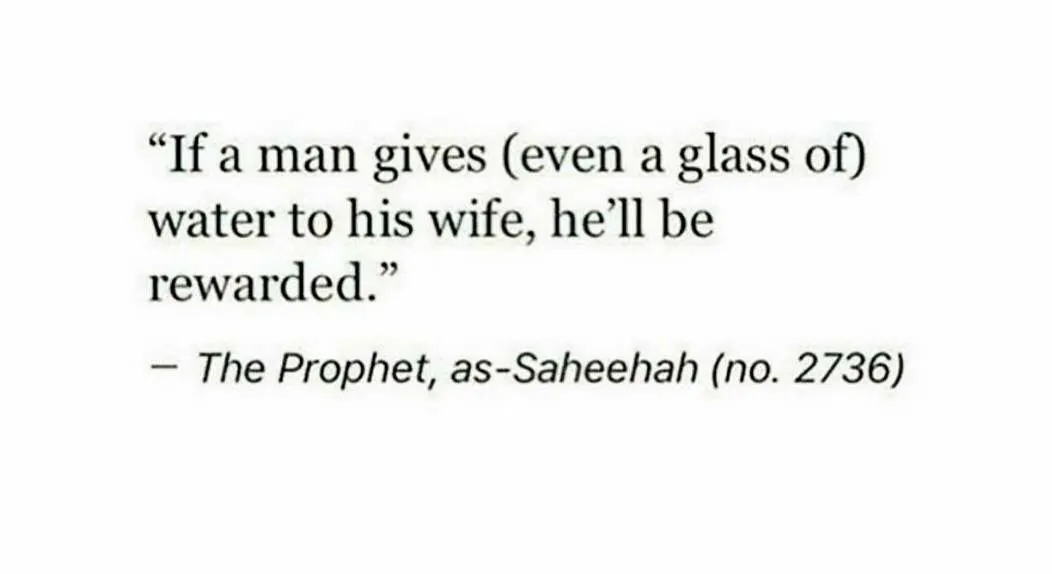 “If a man gives (even a glass of)
water to his wife, he’ll be
rewarded.”
— The Prophet, as-Saheehah (no. 2736)